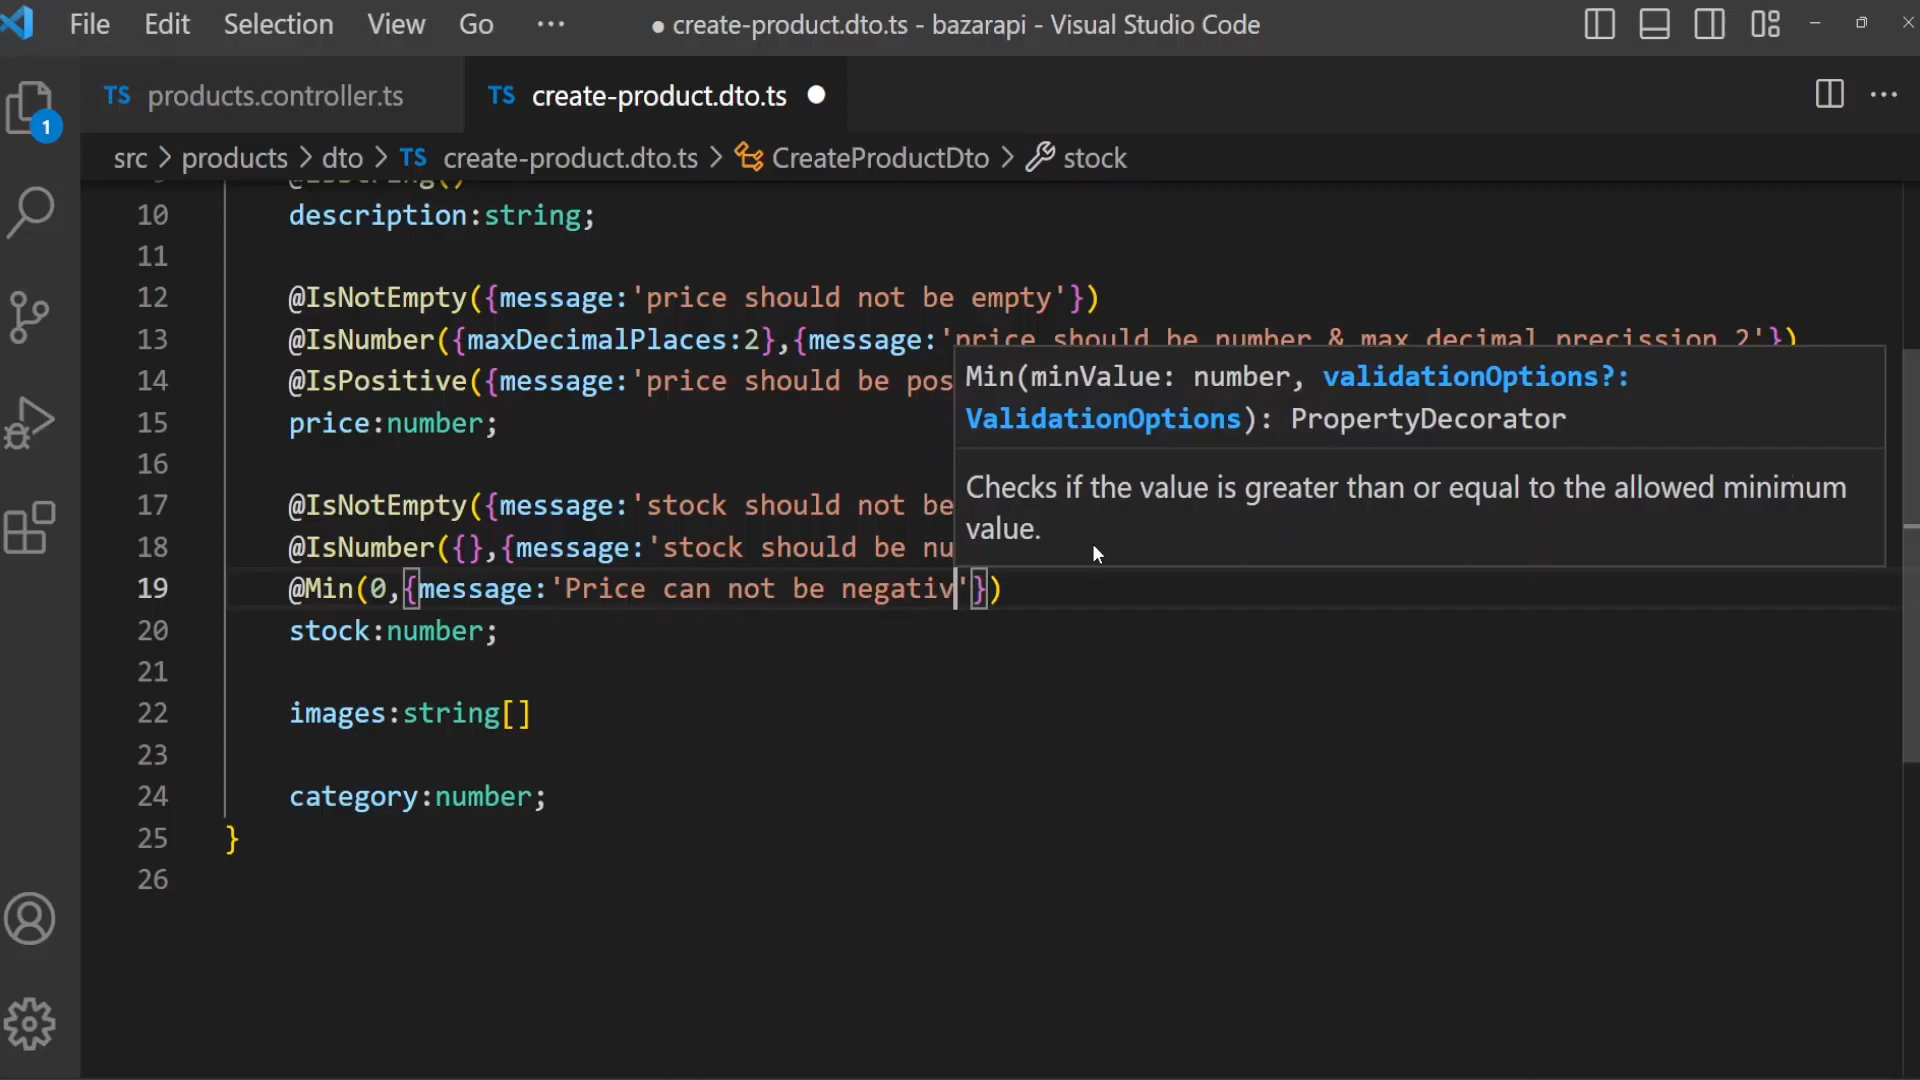 File Edit Selection View Go ··· ● create-product.dto.ts - bazarapi - Visual Studio Code
TS products.controller.ts TS create-product.dto.ts ●
src > products > dto > TS create-product.dto.ts > CreateProductDto > stock
1
10 description:string;
11
12 @IsNotEmpty({message:'price should not be empty'})
13 @IsNumber({maxDecimalPlaces:2},{message:'price should be number & max decimal precission 2'})
14 @IsPositive({message:'price should be pos
15 price:number;
16
17 @IsNotEmpty({message:'stock should not be
18 @IsNumber({},{message:'stock should be nu
19 @Min(0,{message:'Price can not be negativ'})
20 stock:number;
21
22 images:string[]
23
24 category:number;
25 }
26
Min(minValue: number, validationOptions?:
ValidationOptions): PropertyDecorator
Checks if the value is greater than or equal to the allowed minimum
value.